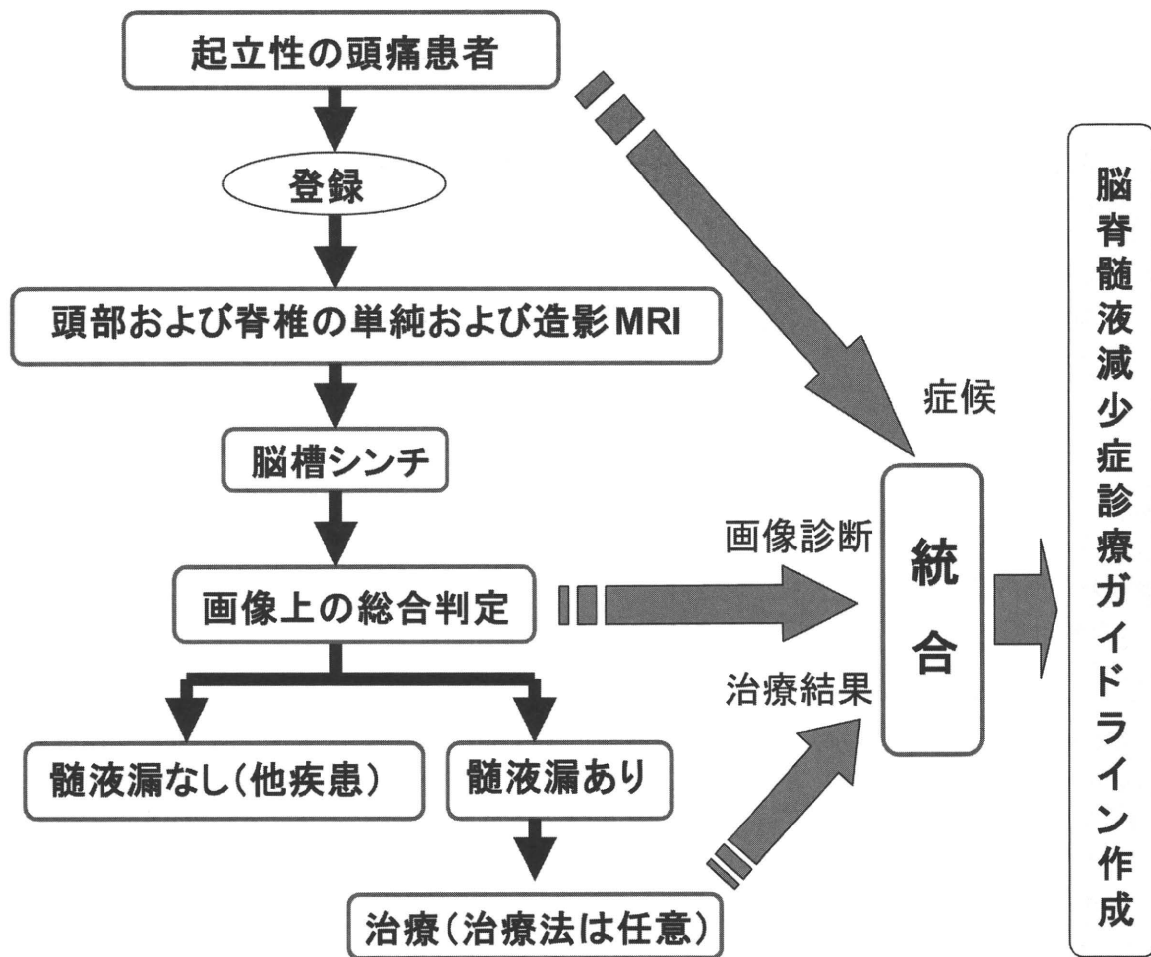 起立性の頭痛患者
登録
頭部および脊椎の単純および造影MRI
脳槽シンチ
画像上の総合判定
髄液漏なし(他疾患)
髄液漏あり
治療(治療法は任意)
症候
画像診断
治療結果
統合
脳脊髄液減少症診療ガイドライン作成